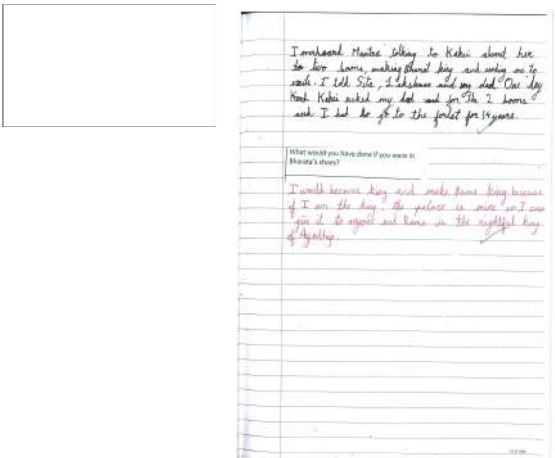 I overheard Mantra talking to Kakei about her
to two boons, making Bharat king and sending me to
exile. I told Sita, Lakshman and my dad. One day
Kakei asked my dad and for the 2 boons
and I had to go to the forest for 14 years.
What would you have done if you were in
Bharata's shoes?
I would become king and make Rama king because
if I am the king, the palace is mine so I can
give it to anyone and Rama is the rightful king
of